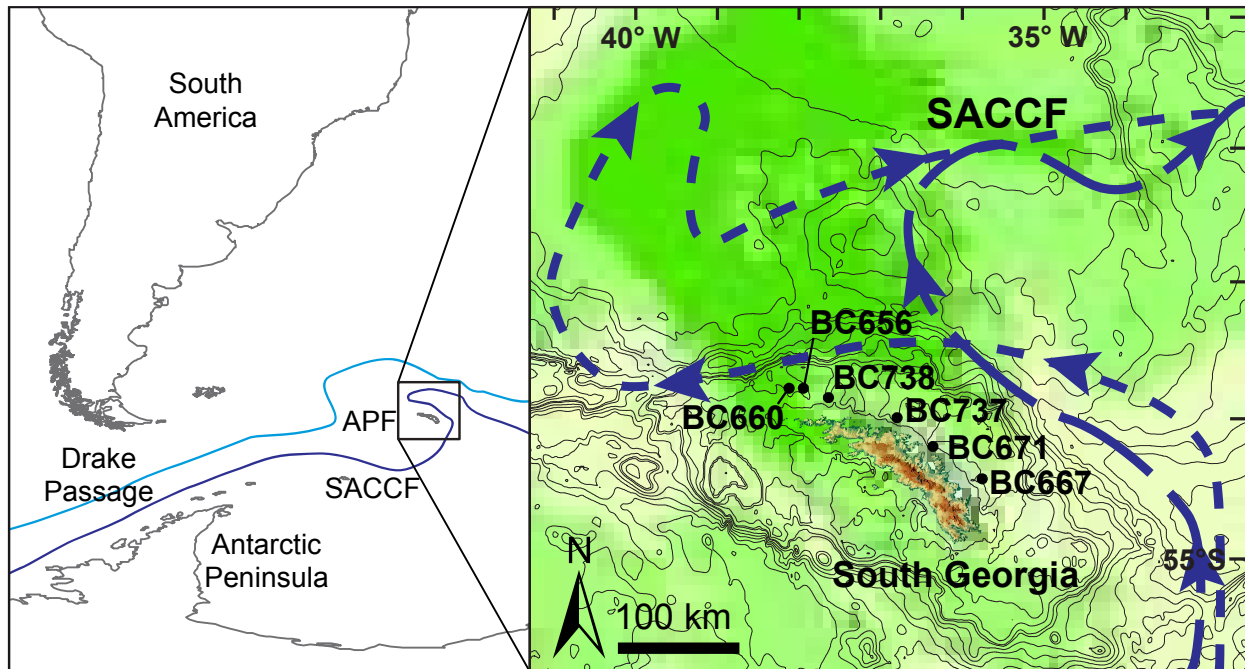 South
America
APF
Drake
Passage
SACCF
Antarctic
Peninsula
40° W
35° W
SACCF
BC656
BC738
BC660
BC737
BC671
BC667
55°S
South Georgia
N
100 km